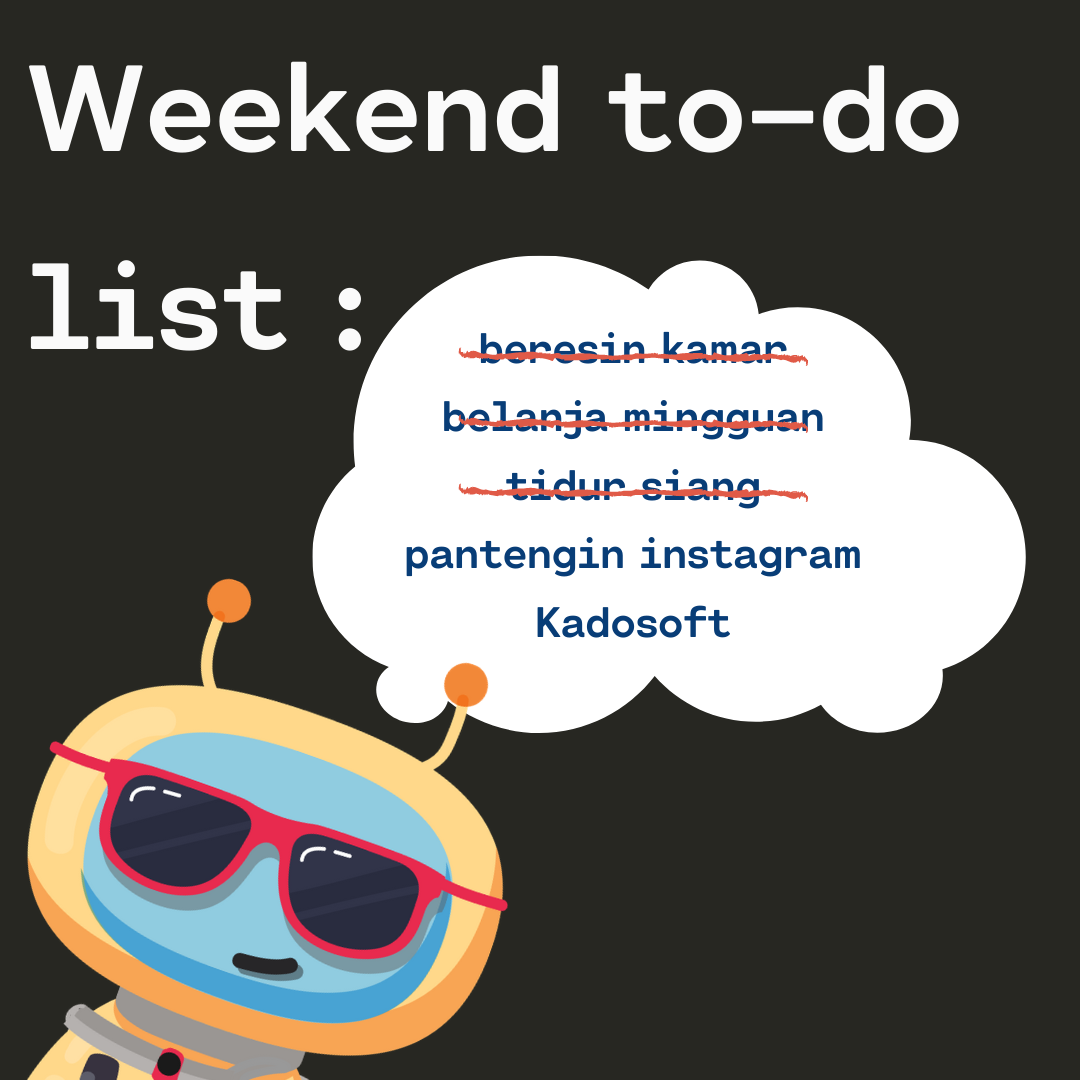 Weekend to-do
list :
beresin kamar
belanja mingguan
tidur siang
pantengin instagram
Kadosoft